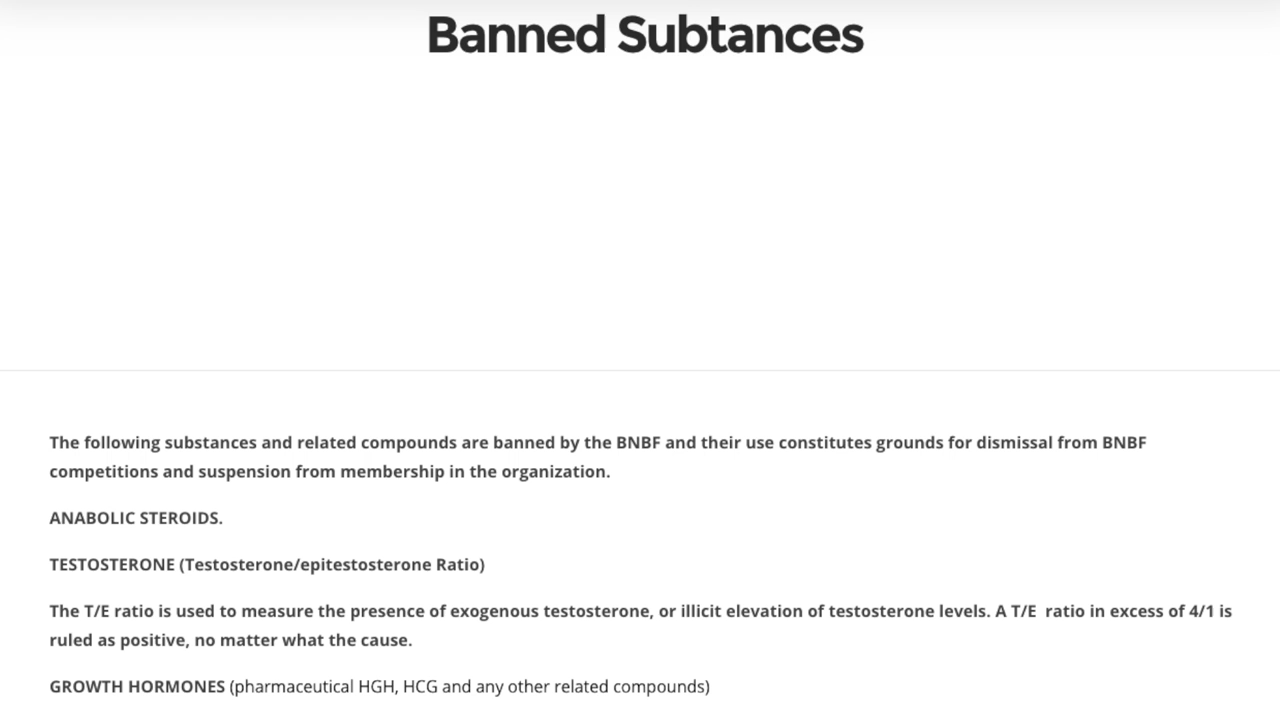 Banned Subtances
The following substances and related compounds are banned by the BNBF and their use constitutes grounds for dismissal from BNBF
competitions and suspension from membership in the organization.
ANABOLIC STEROIDS.
TESTOSTERONE (Testosterone/epitestosterone Ratio)
The T/E ratio is used to measure the presence of exogenous testosterone, or illicit elevation of testosterone levels. A T/E  ratio in excess of 4/1 is
ruled as positive, no matter what the cause.
GROWTH HORMONES (pharmaceutical HGH, HCG and any other related compounds)